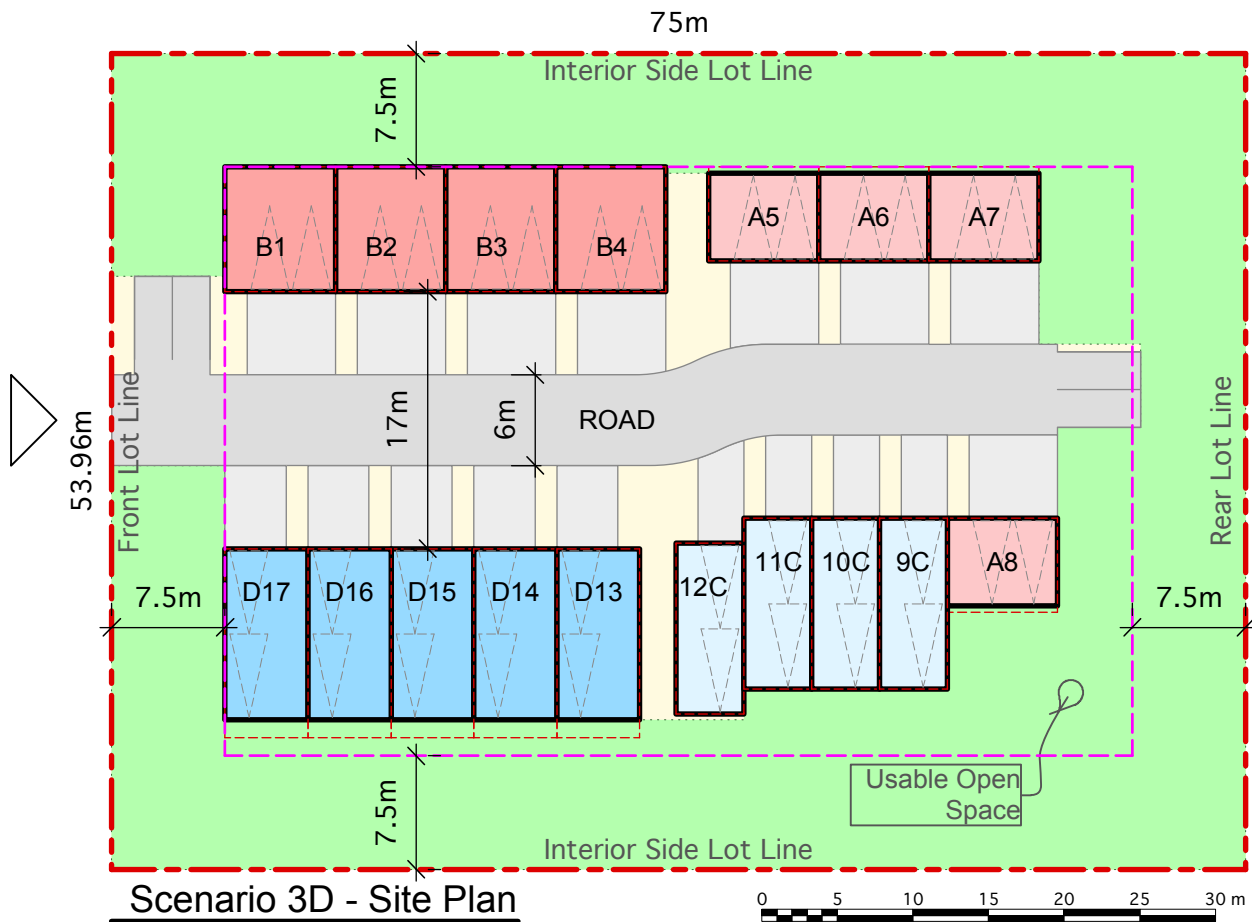 75m
Interior Side Lot Line
7.5m
B1 B2 B3 B4 A5 A6 A7
53.96m
Front Lot Line
17m
6m
ROAD
Rear Lot Line
D17 D16 D15 D14 D13 12C 11C 10C 9C A8
7.5m
7.5m
7.5m
Usable Open
Space
Interior Side Lot Line
Scenario 3D - Site Plan
0 5 10 15 20 25 30 m